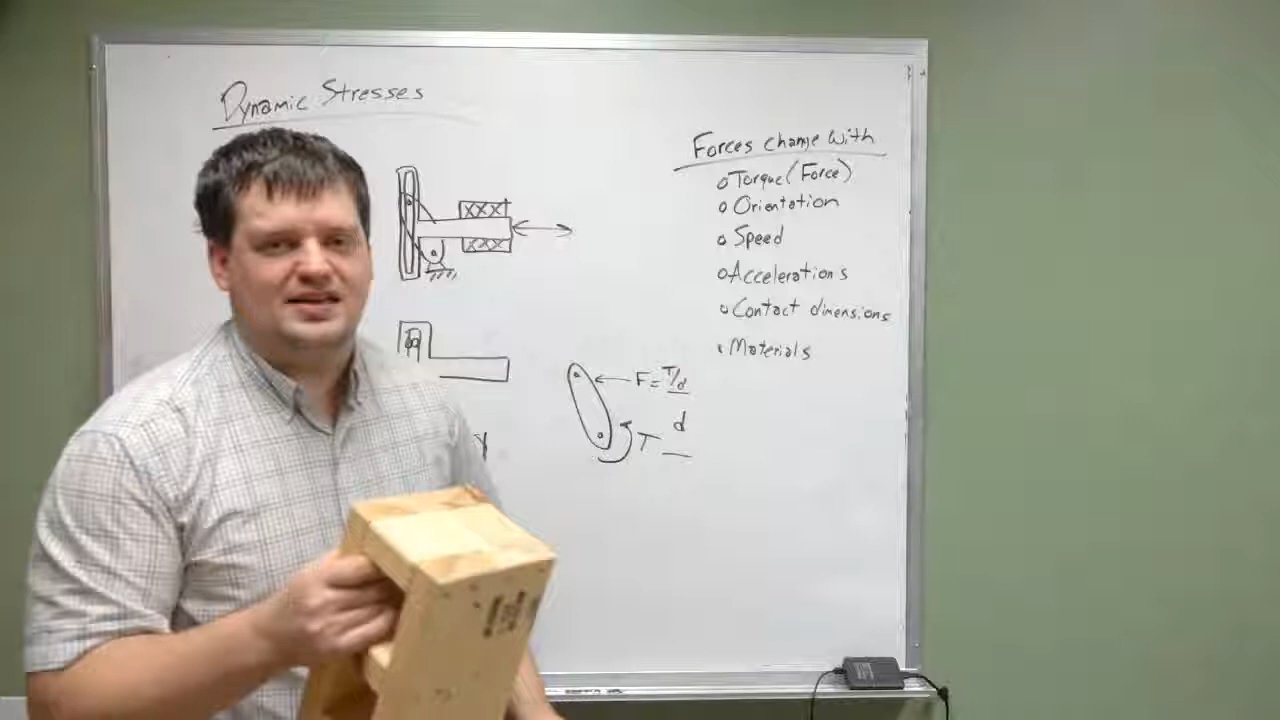 Dynamic Stresses
Forces change with
Torque (Force)
Orientation
Speed
Accelerations
Contact dimensions
Materials
F = T/d
d
T